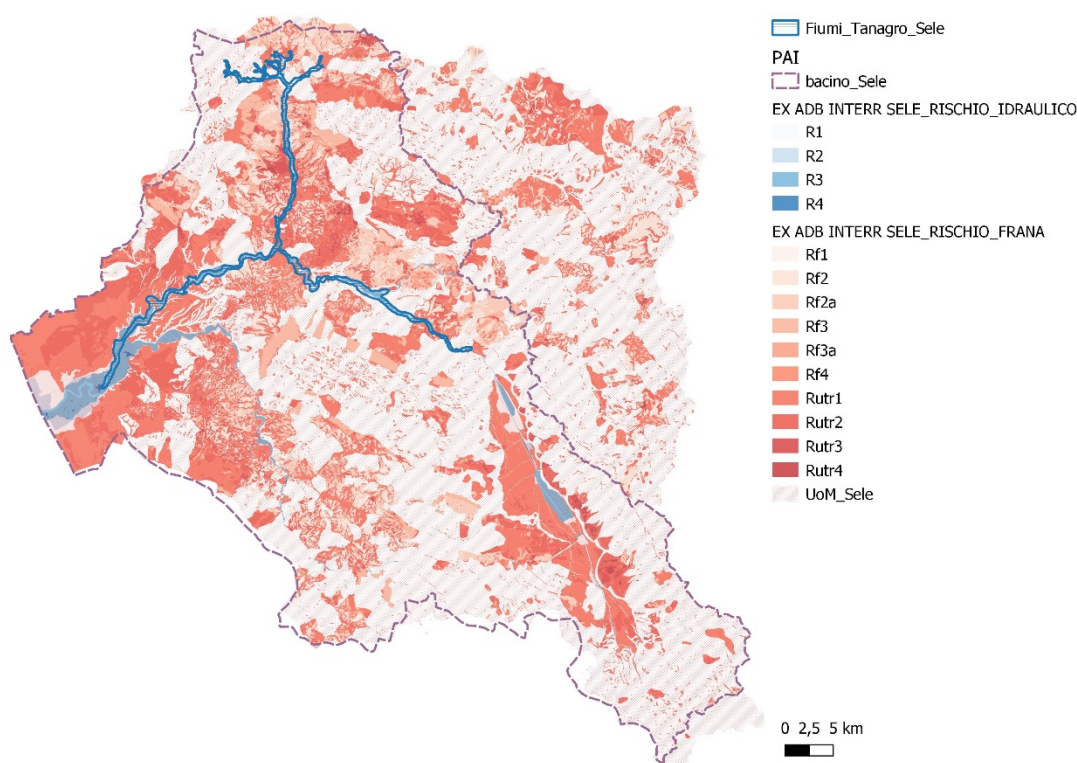 Fiumi_Tanagro_Sele
PAI
bacino_Sele
EX ADB INTERR SELE_RISCHIO_IDRAULICO
R1
R2
R3
R4
EX ADB INTERR SELE_RISCHIO_FRANA
Rf1
Rf2
Rf2a
Rf3
Rf3a
Rf4
Rutr1
Rutr2
Rutr3
Rutr4
UoM_Sele
0 2,5 5 km